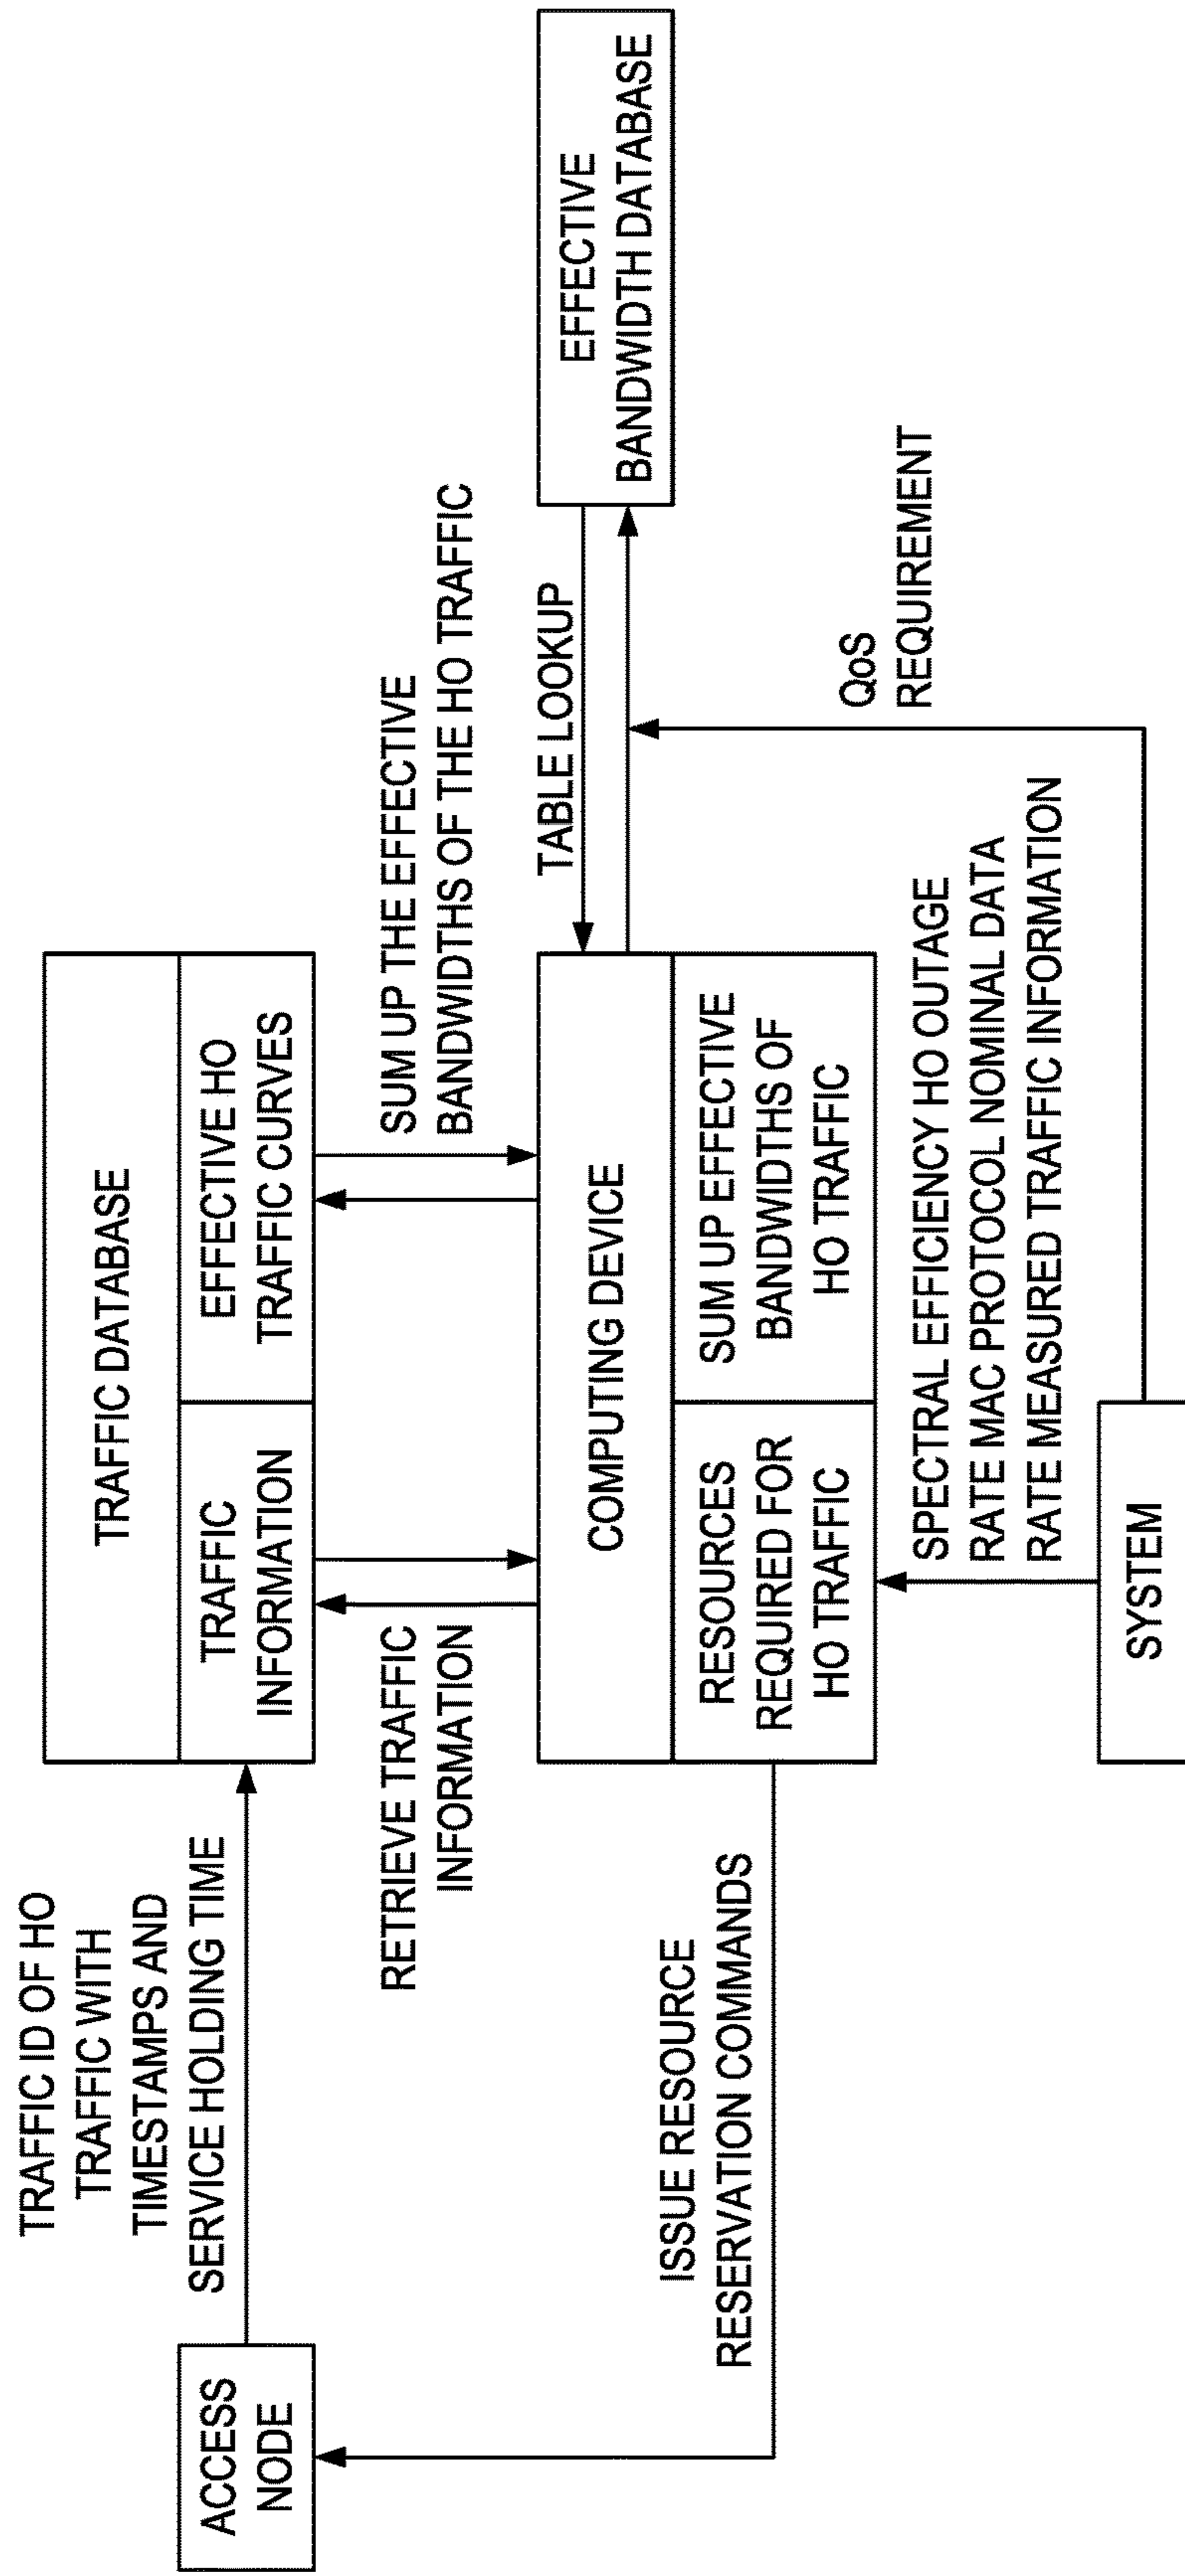 TRAFFIC ID OF HO
TRAFFIC WITH
TIMESTAMPS AND
SERVICE HOLDING TIME
ACCESS
NODE
TRAFFIC DATABASE
TRAFFIC
INFORMATION
EFFECTIVE HO
TRAFFIC CURVES
RETRIEVE TRAFFIC
INFORMATION
SUM UP THE EFFECTIVE
BANDWIDTHS OF THE HO TRAFFIC
ISSUE RESOURCE
RESERVATION COMMANDS
COMPUTING DEVICE
RESOURCES
REQUIRED FOR
HO TRAFFIC
SUM UP EFFECTIVE
BANDWIDTHS OF
HO TRAFFIC
TABLE LOOKUP
EFFECTIVE
BANDWIDTH DATABASE
SPECTRAL EFFICIENCY HO OUTAGE
RATE MAC PROTOCOL NOMINAL DATA
RATE MEASURED TRAFFIC INFORMATION
QoS
REQUIREMENT
SYSTEM